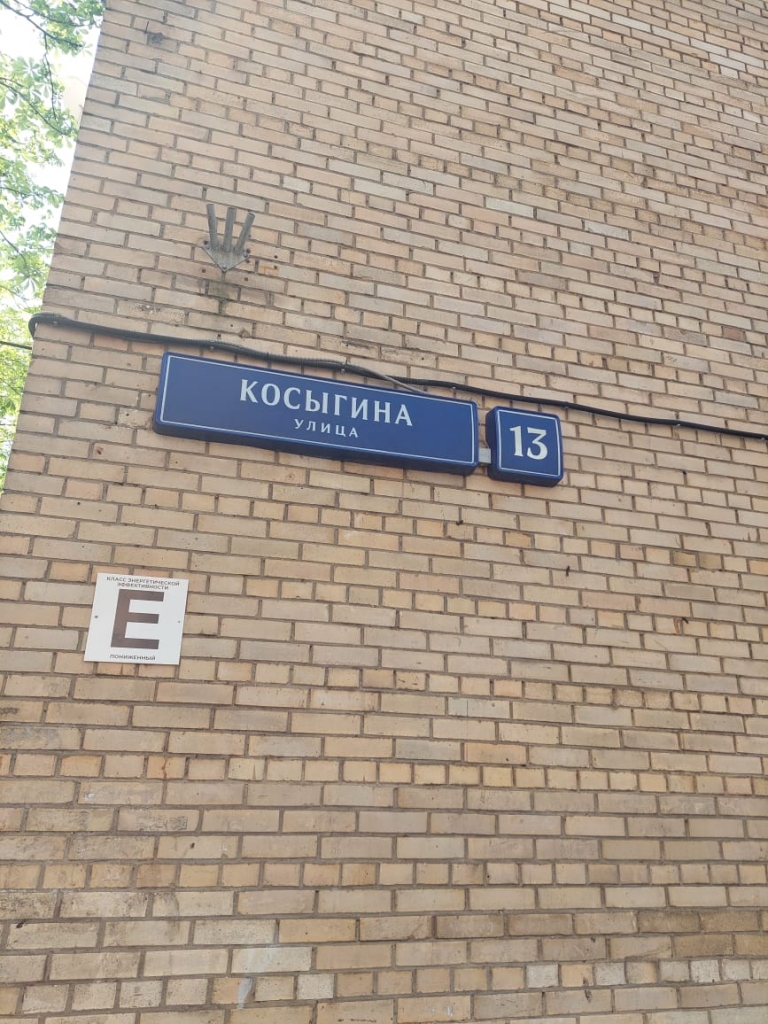 КОСЫГИНА
УЛИЦА
13
КЛАСС ЭНЕРГЕТИЧЕСКОЙ
ЭФФЕКТИВНОСТИ
E
ПОНИЖЕННЫЙ